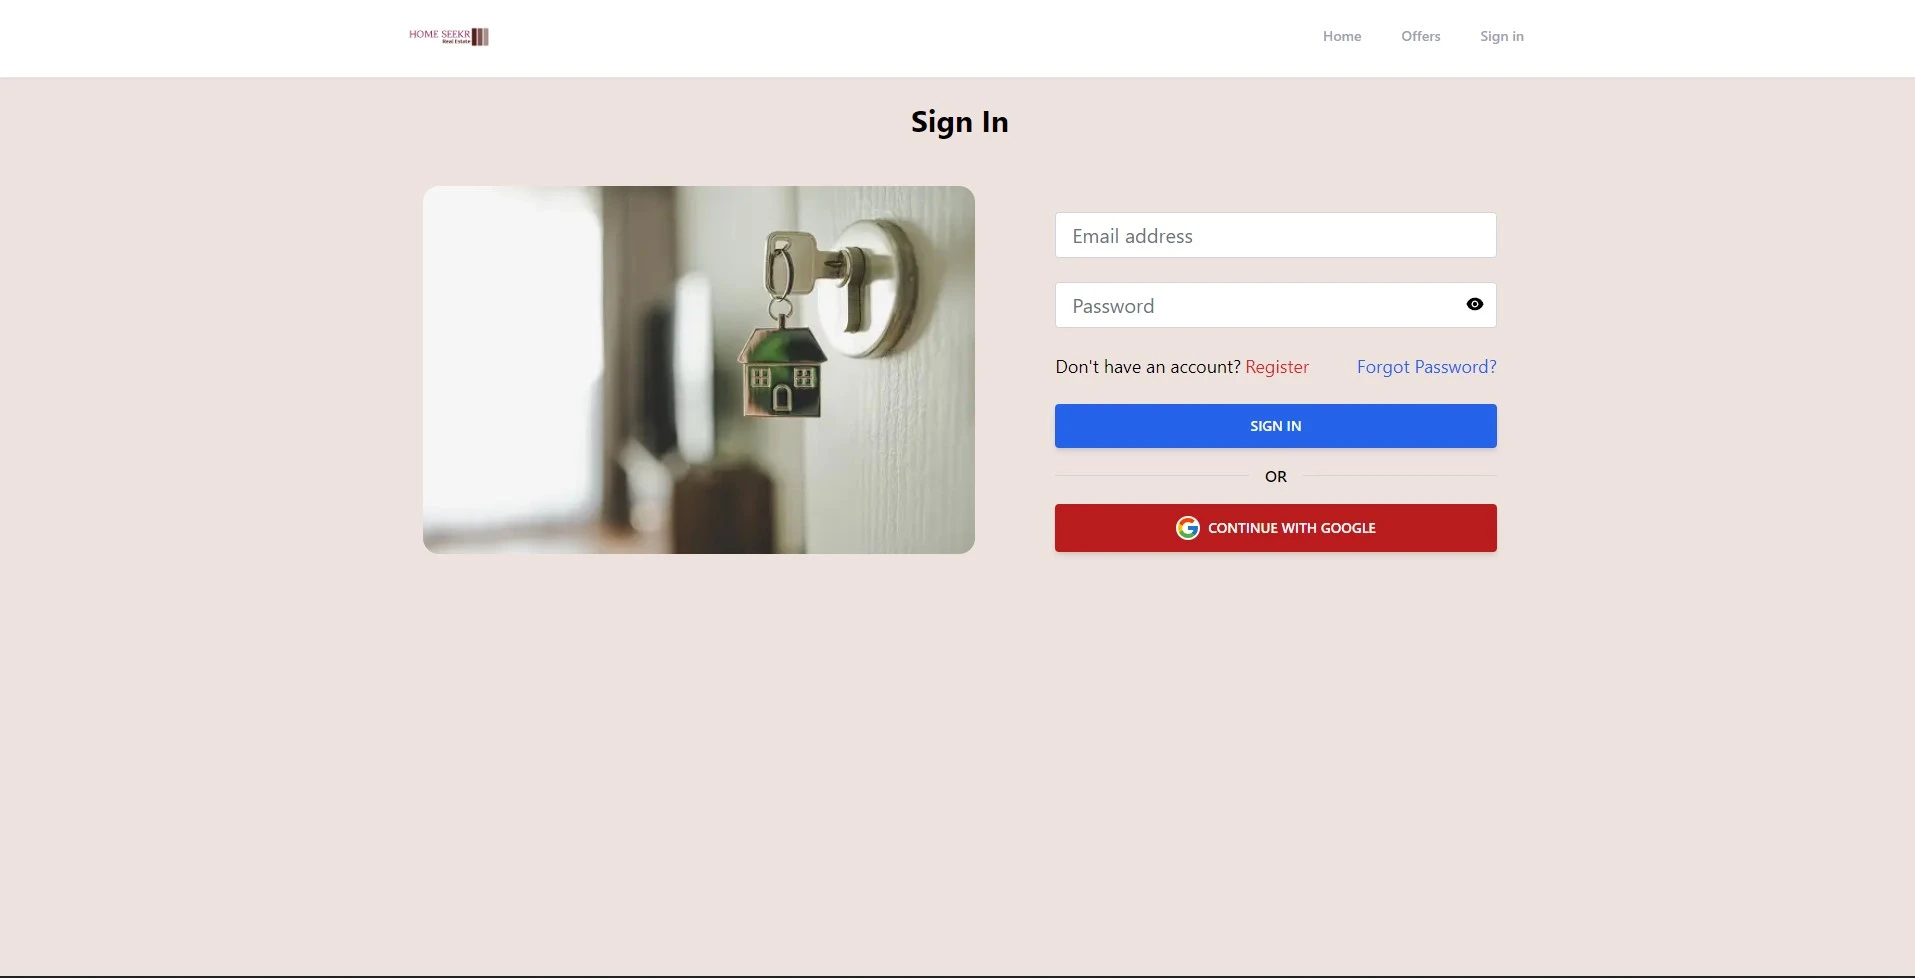 HOME SEEKR
Real Estate
Home
Offers
Sign in
Sign In
Email address
Password
Don't have an account? Register
Forgot Password?
SIGN IN
OR
CONTINUE WITH GOOGLE